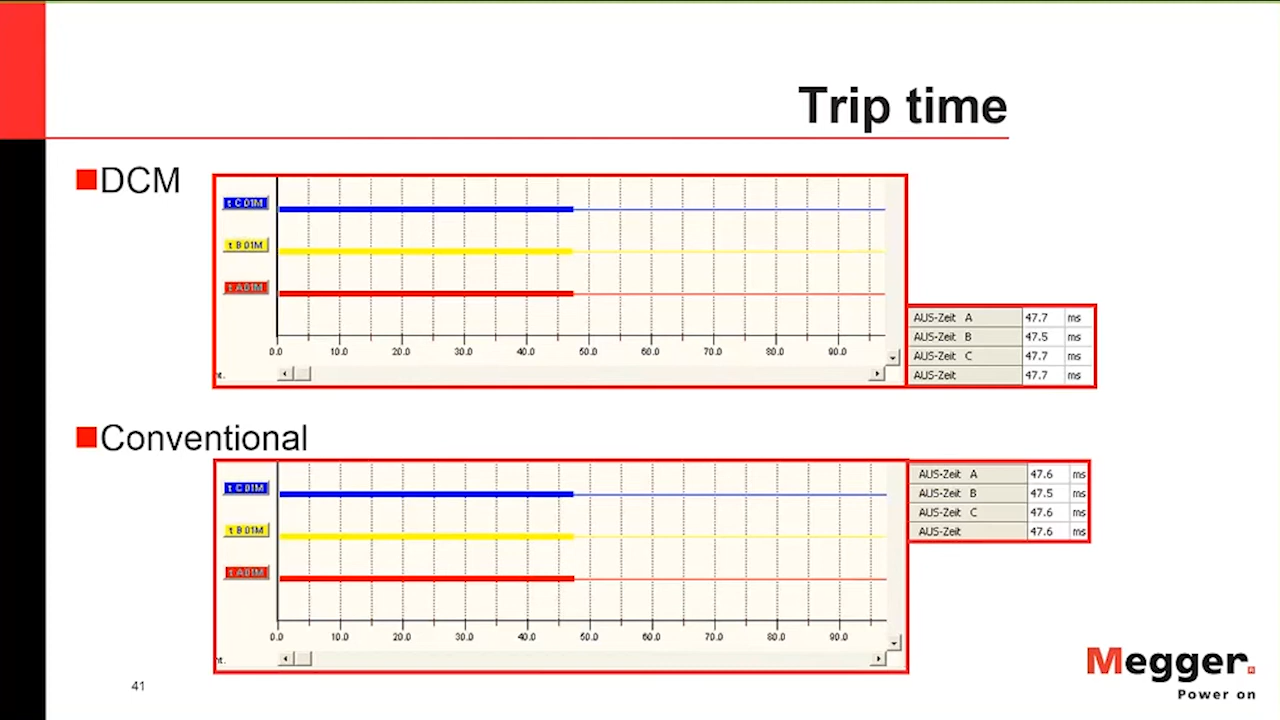 Trip time
DCM
t C 01M
t B 01M
t A01M
0.0 10.0 20.0 30.0 40.0 50.0 60.0 70.0 80.0 90.0
AUS-Zeit A 47.7 ms
AUS-Zeit B 47.5 ms
AUS-Zeit C 47.7 ms
AUS-Zeit 47.7 ms
Conventional
t C 01M
t B 01M
t A01M
0.0 10.0 20.0 30.0 40.0 50.0 60.0 70.0 80.0 90.0
AUS-Zeit A 47.6 ms
AUS-Zeit B 47.5 ms
AUS-Zeit C 47.6 ms
AUS-Zeit 47.6 ms
41
Megger.
Power on